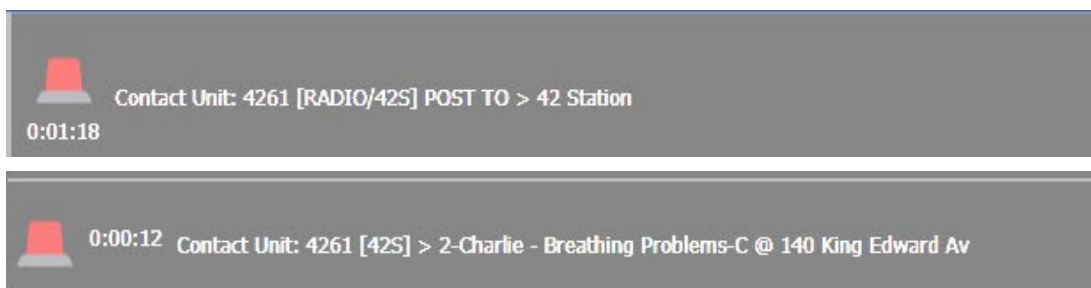 Contact Unit: 4261 [RADIO/42S] POST TO > 42 Station
0:01:18
0:00:12 Contact Unit: 4261 [42S] > 2-Charlie - Breathing Problems-C @ 140 King Edward Av